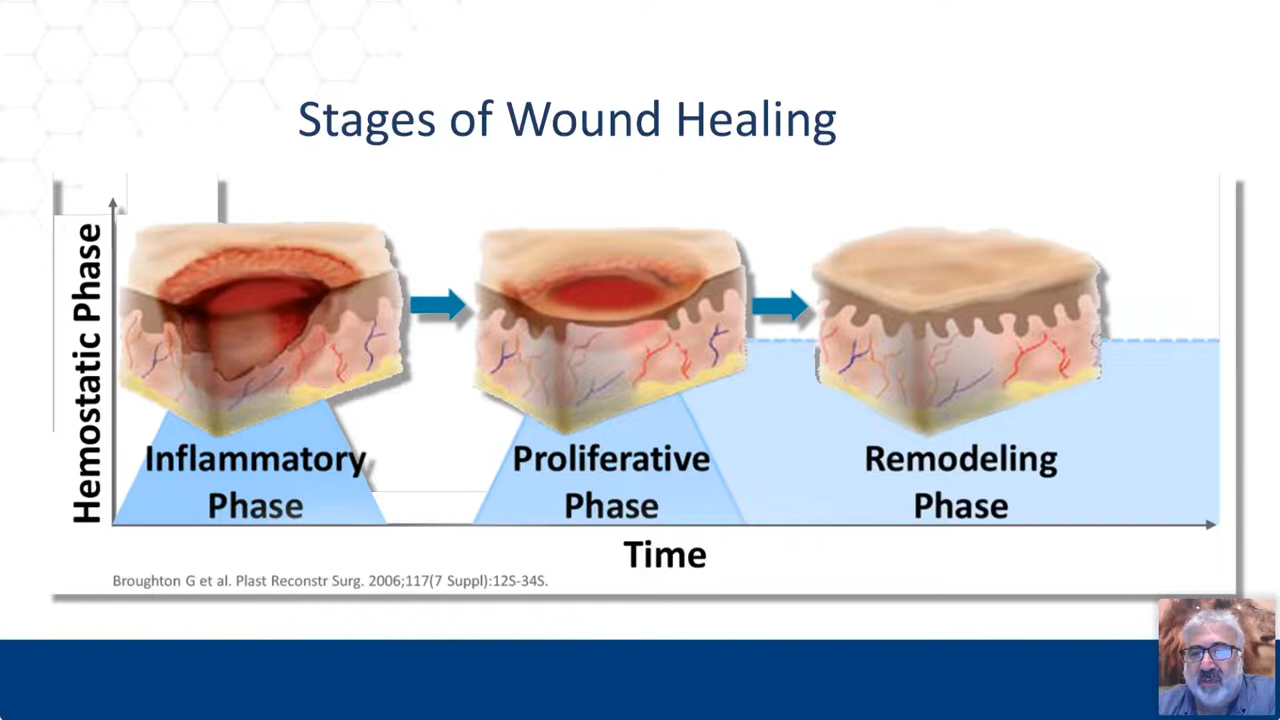 Stages of Wound Healing
Hemostatic Phase
Inflammatory
Phase
Proliferative
Phase
Remodeling
Phase
Time
Broughton G et al. Plast Reconstr Surg. 2006;117(7 Suppl):12S-34S.